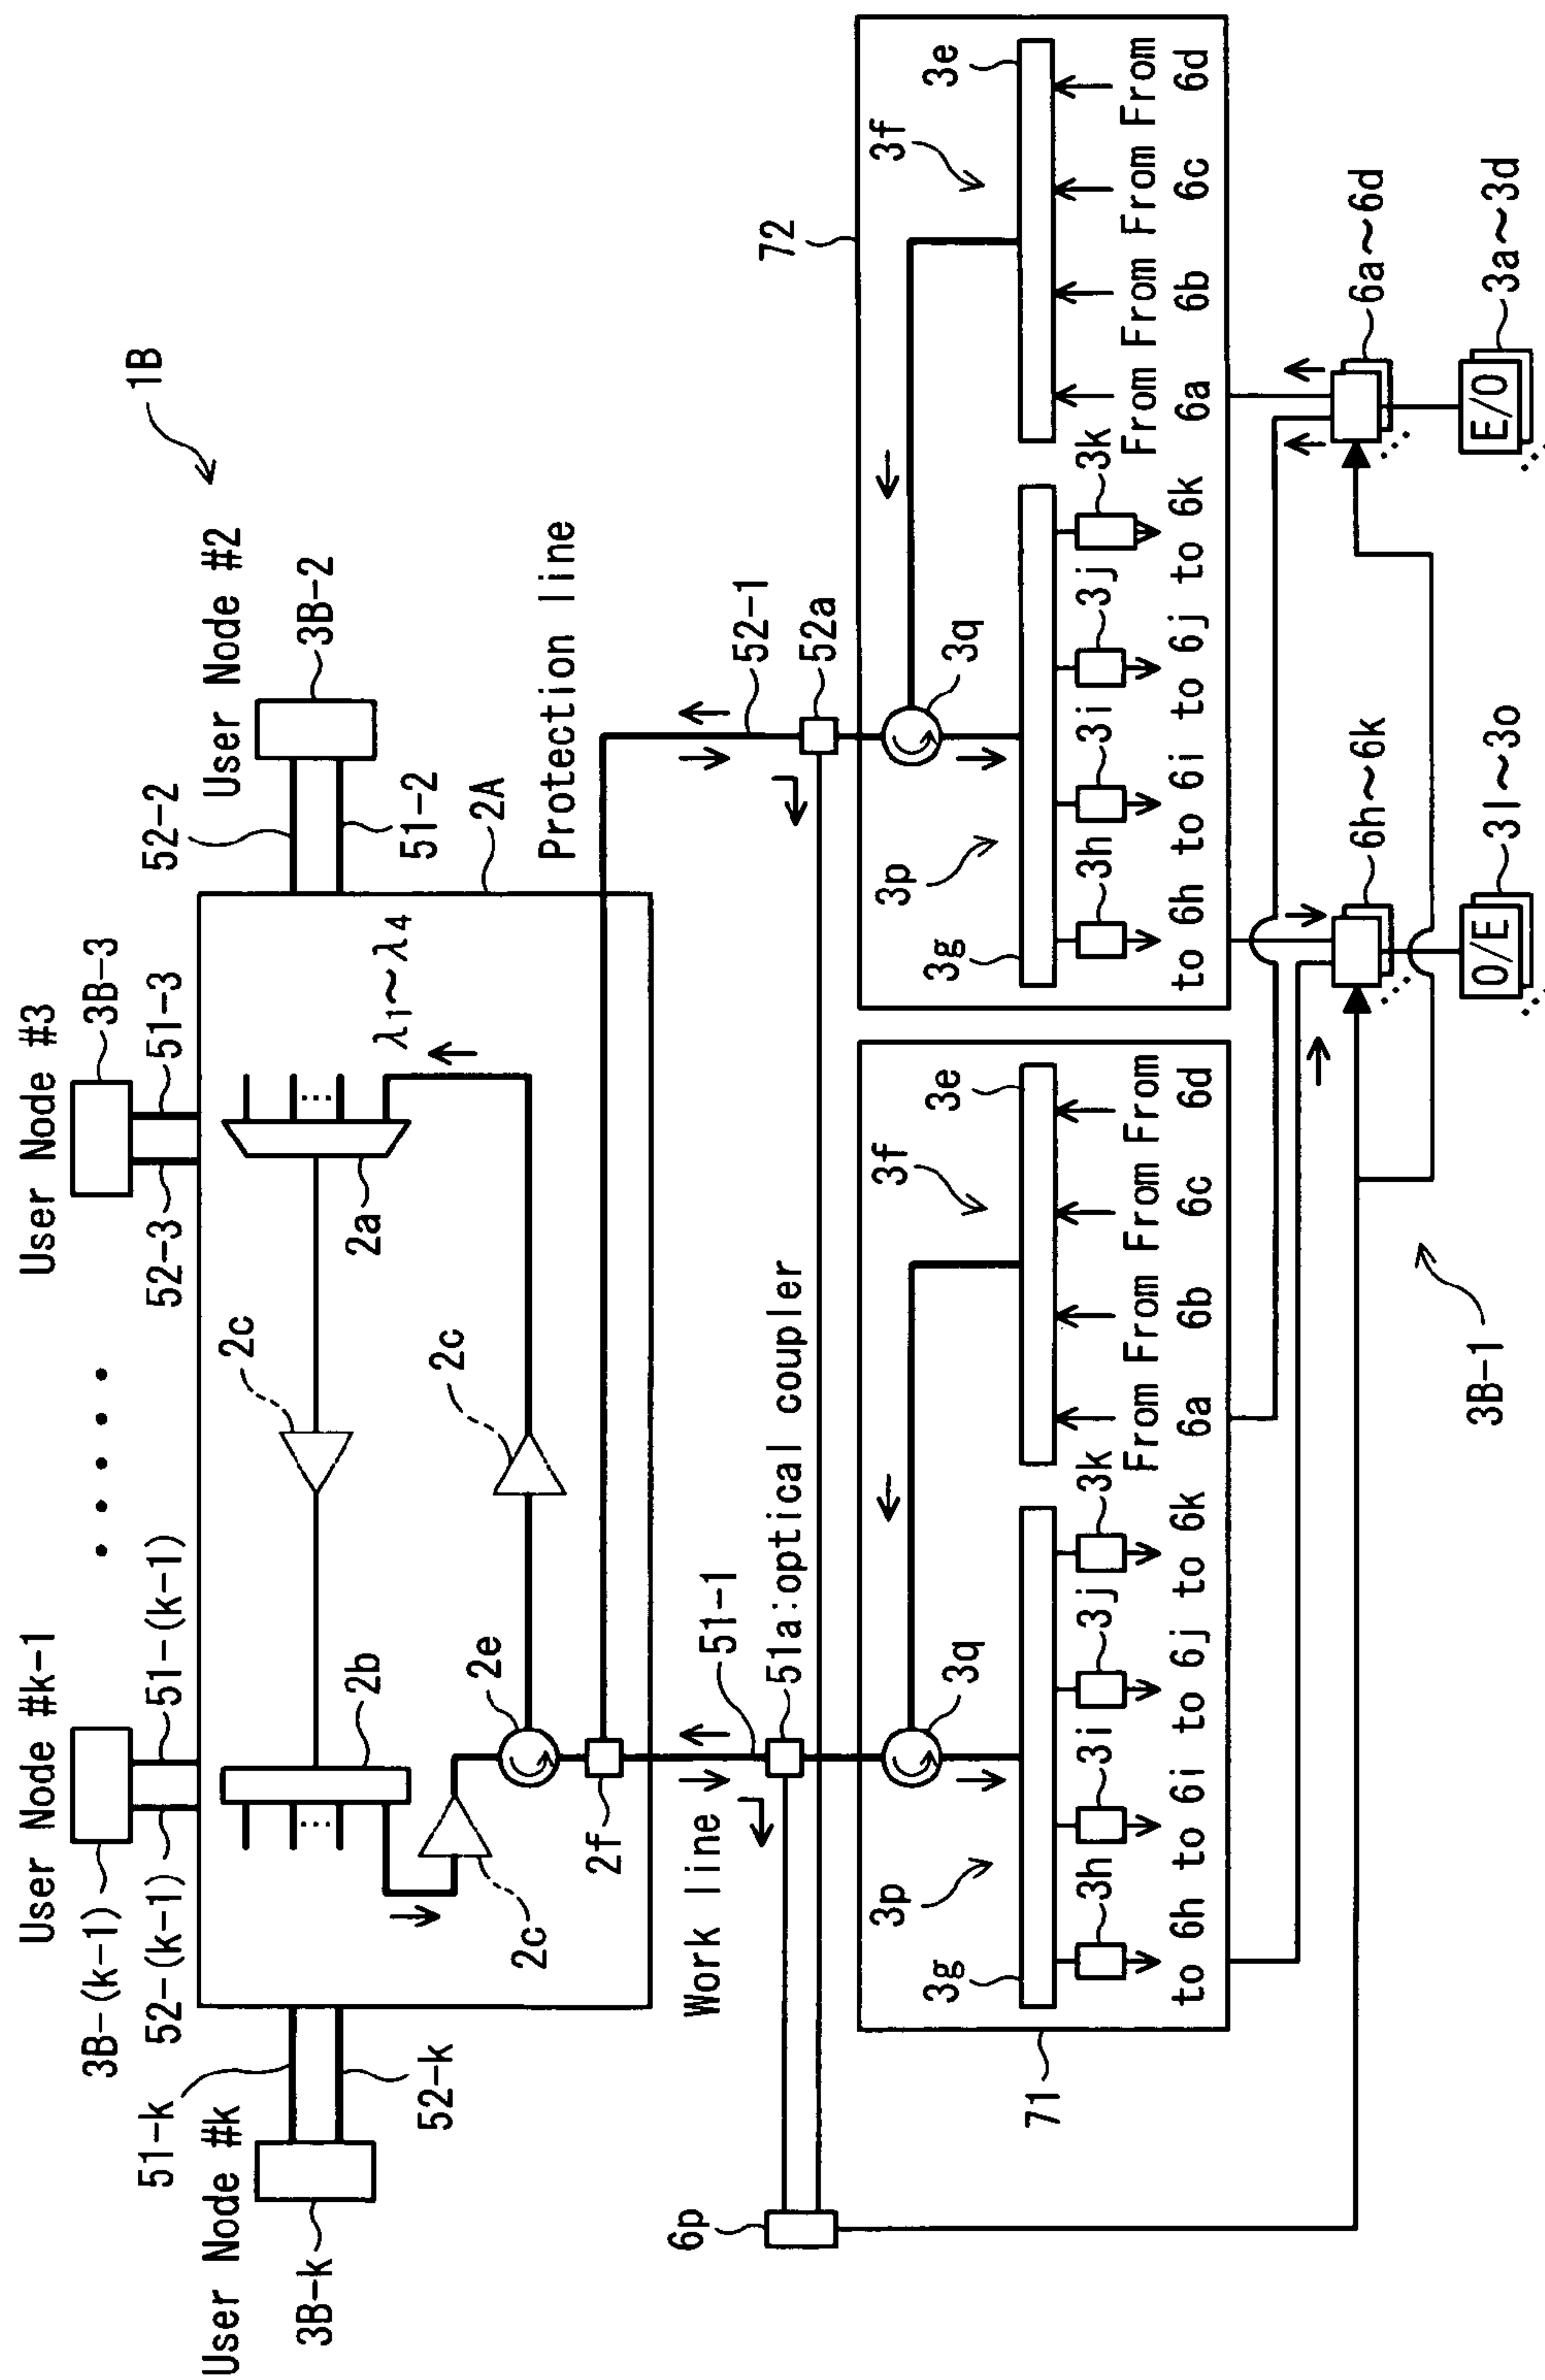 1B
User Node #k
3B-k
51-k
52-k
User Node #k-1
3B-(k-1)
52-(k-1)
51-(k-1)
User Node #3
3B-3
52-3
51-3
User Node #2
3B-2
52-2
51-2
2A
2a
λ1~λ4
2b
2c
2c
2c
2e
2f
Work line
Protection line
51-1
52-1
51a:optical coupler
52a
6p
71
3g
3p
3q
3f
3e
3h
3i
3j
3k
to 6h to 6i to 6j to 6k
From From From From
6a 6b 6c 6d
72
3g
3p
3q
3f
3e
3h
3i
3j
3k
to 6h to 6i to 6j to 6k
From From From From
6a 6b 6c 6d
6h~6k
6a~6d
O/E
3l~3o
E/O
3a~3d
3B-1